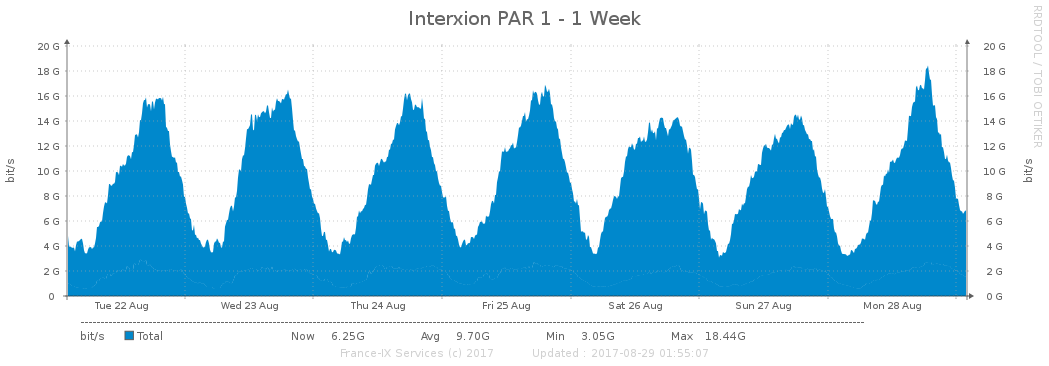 Interxion PAR 1 - 1 Week
RRDTOOL / TOBI OETIKER
bit/s
20 G
18 G
16 G
14 G
12 G
10 G
8 G
6 G
4 G
2 G
0
20 G
18 G
16 G
14 G
12 G
10 G
8 G
6 G
4 G
2 G
0 G
bit/s
Tue 22 Aug Wed 23 Aug Thu 24 Aug Fri 25 Aug Sat 26 Aug Sun 27 Aug Mon 28 Aug
bit/s Total Now 6.25G Avg 9.70G Min 3.05G Max 18.44G
France-IX Services (c) 2017 Updated : 2017-08-29 01:55:07